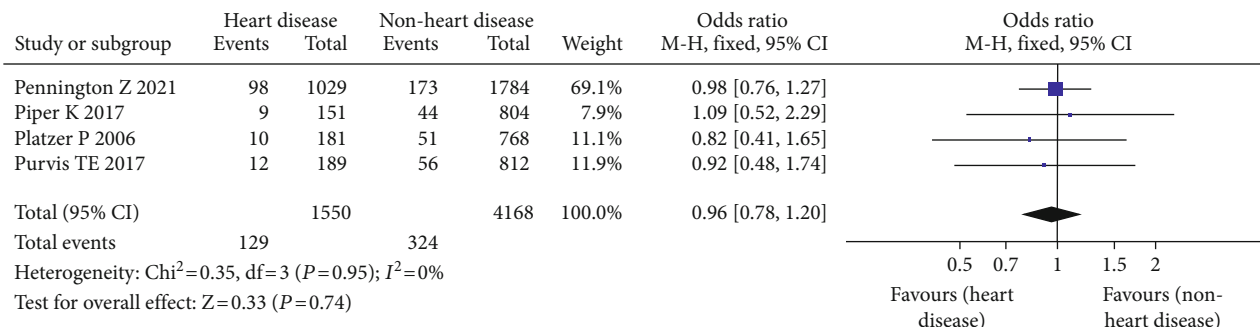 Heart disease Non-heart disease Odds ratio Odds ratio
Study or subgroup Events Total Events Total Weight M-H, fixed, 95% CI M-H, fixed, 95% CI
Pennington Z 2021 98 1029 173 1784 69.1% 0.98 [0.76, 1.27]
Piper K 2017 9 151 44 804 7.9% 1.09 [0.52, 2.29]
Platzer P 2006 10 181 51 768 11.1% 0.82 [0.41, 1.65]
Purvis TE 2017 12 189 56 812 11.9% 0.92 [0.48, 1.74]
Total (95% CI) 1550 4168 100.0% 0.96 [0.78, 1.20]
Total events 129 324
Heterogeneity: Chi²=0.35, df=3 (P=0.95); I²=0%
Test for overall effect: Z=0.33 (P=0.74)
0.5 0.7 1 1.5 2
Favours (heart Favours (non-
disease) heart disease)